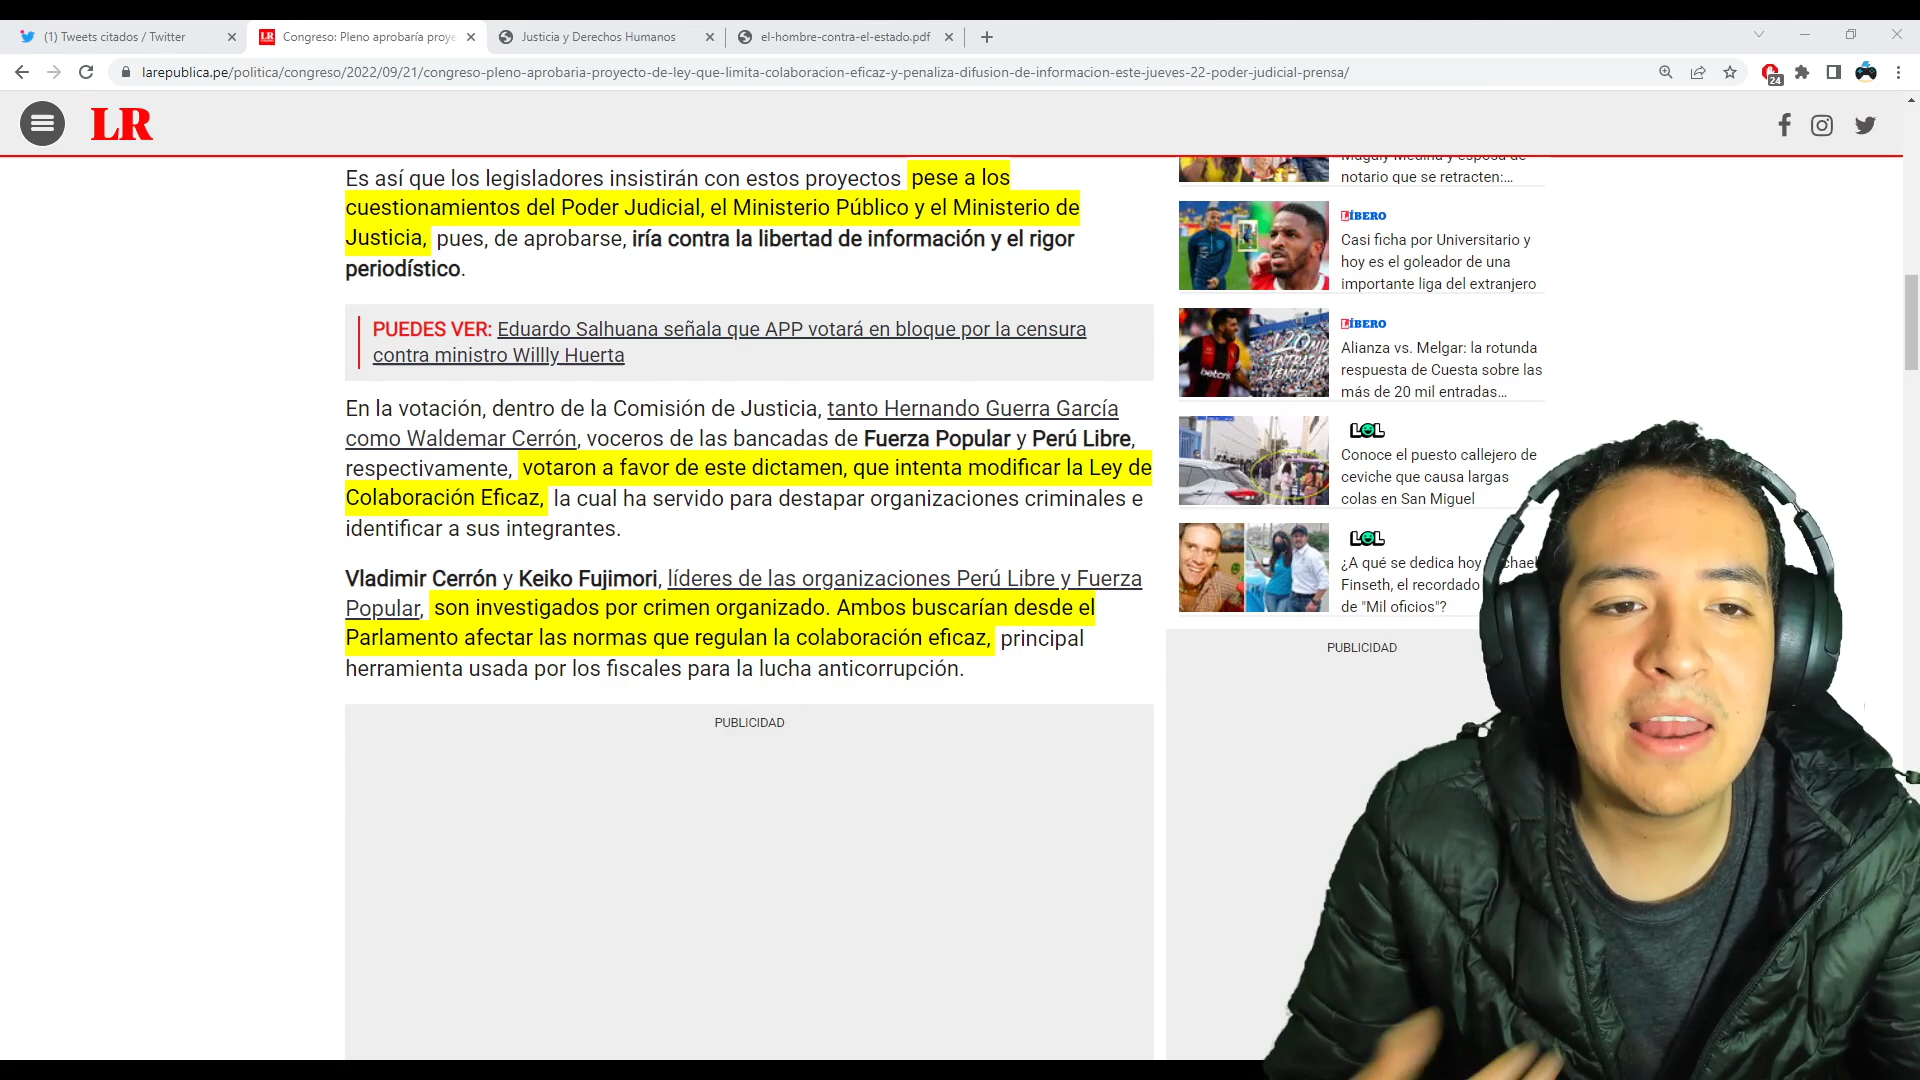 (1) Tweets citados / Twitter
Congreso: Pleno aprobaría proye
Justicia y Derechos Humanos
el-hombre-contra-el-estado.pdf
larepublica.pe/politica/congreso/2022/09/21/congreso-pleno-aprobaria-proyecto-de-ley-que-limita-colaboracion-eficaz-y-penaliza-difusion-de-informacion-este-jueves-22-poder-judicial-prensa/
24
LR
Es así que los legisladores insistirán con estos proyectos pese a los
cuestionamientos del Poder Judicial, el Ministerio Público y el Ministerio de
Justicia, pues, de aprobarse, iría contra la libertad de información y el rigor
periodístico.
PUEDES VER: Eduardo Salhuana señala que APP votará en bloque por la censura
contra ministro Willly Huerta
En la votación, dentro de la Comisión de Justicia, tanto Hernando Guerra García
como Waldemar Cerrón, voceros de las bancadas de Fuerza Popular y Perú Libre,
respectivamente, votaron a favor de este dictamen, que intenta modificar la Ley de
Colaboración Eficaz, la cual ha servido para destapar organizaciones criminales e
identificar a sus integrantes.
Vladimir Cerrón y Keiko Fujimori, líderes de las organizaciones Perú Libre y Fuerza
Popular, son investigados por crimen organizado. Ambos buscarían desde el
Parlamento afectar las normas que regulan la colaboración eficaz, principal
herramienta usada por los fiscales para la lucha anticorrupción.
PUBLICIDAD
Magaly Medina y esposa de
notario que se retracten:...
LÍBERO
Casi ficha por Universitario y
hoy es el goleador de una
importante liga del extranjero
LÍBERO
Alianza vs. Melgar: la rotunda
respuesta de Cuesta sobre las
más de 20 mil entradas...
LOL
Conoce el puesto callejero de
ceviche que causa largas
colas en San Miguel
LOL
¿A qué se dedica hoy
Finseth, el recordado
de "Mil oficios"?
PUBLICIDAD